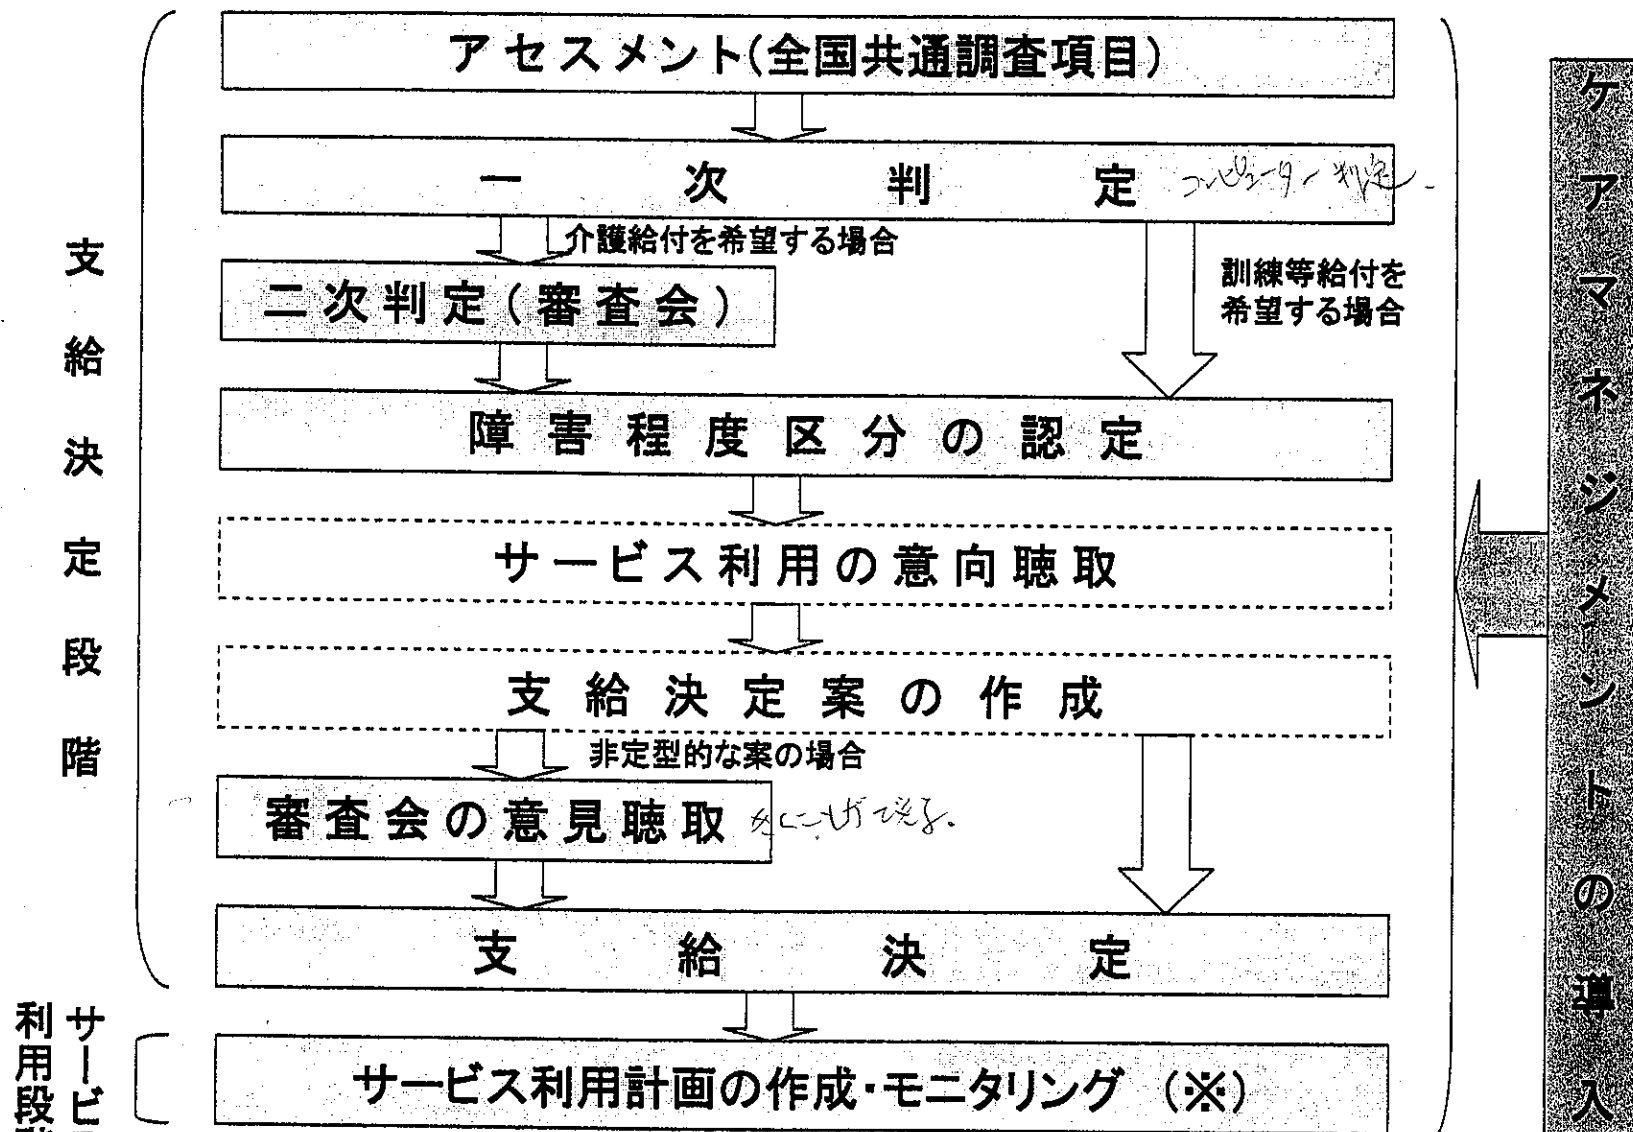 アセスメント(全国共通調査項目)
一次判定
コンピューター判定
介護給付を希望する場合
訓練等給付を
希望する場合
二次判定(審査会)
障害程度区分の認定
サービス利用の意向聴取
支給決定案の作成
非定型的な案の場合
審査会の意見聴取
支給決定
サービス利用計画の作成・モニタリング (※)
支給決定段階
サービ
利用段
ケアマネジメントの導入